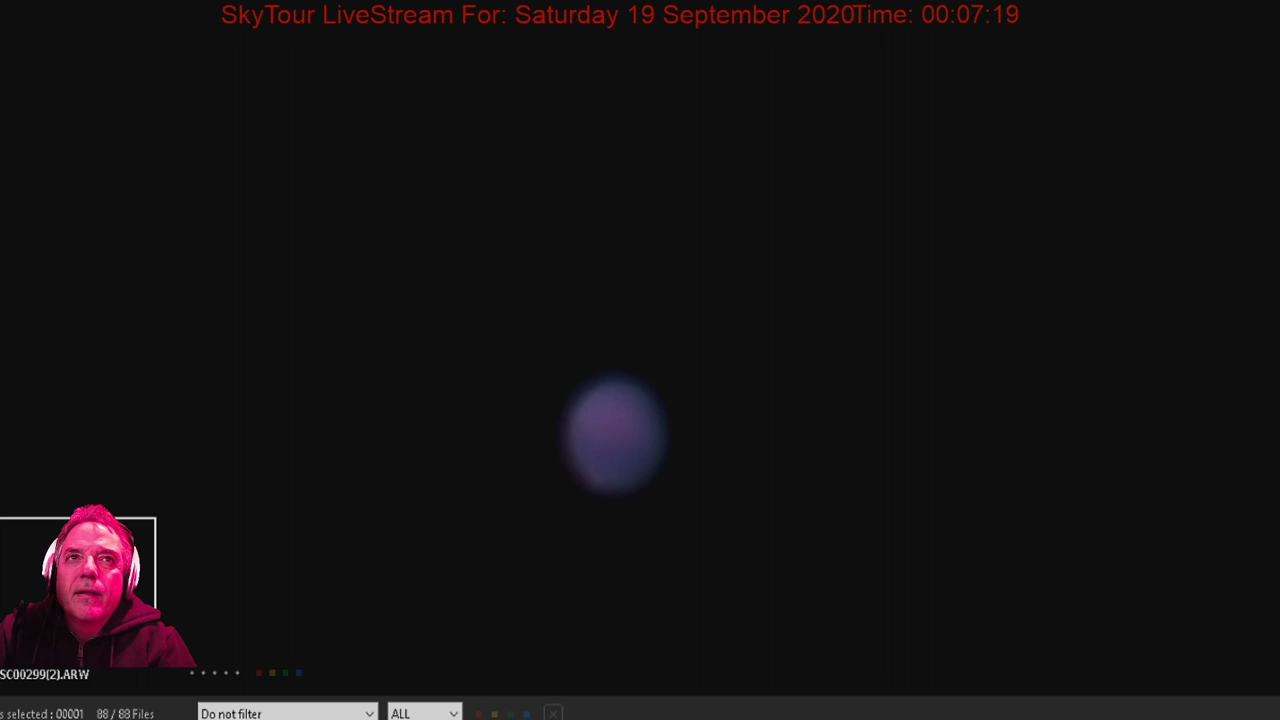 SkyTour LiveStream For: Saturday 19 September 2020Time: 00:07:19
SC00299(2).ARW
s selected : 00001 88 / 88 Files Do not filter ALL